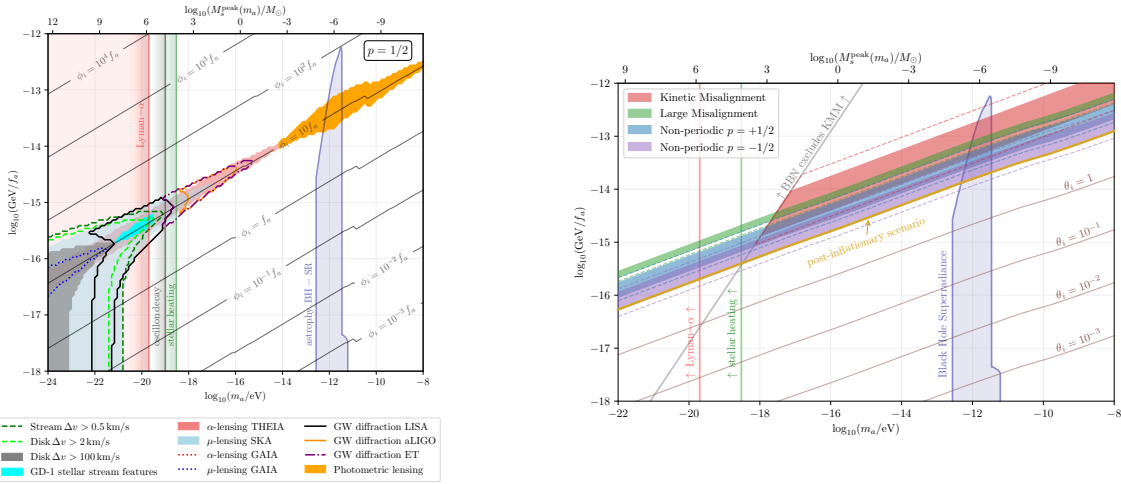 log₁₀(M_s^peak(m_a)/M_⊙)
12 9 6 3 0 −3 −6 −9
−12
−13
−14
−15
−16
−17
−18
log₁₀(GeV/f_a)
p = 1/2
ϕ_i = 10⁴ f_a
ϕ_i = 10³ f_a
ϕ_i = 10² f_a
ϕ_i = 10 f_a
ϕ_i = f_a
ϕ_i = 10⁻¹ f_a
ϕ_i = 10⁻² f_a
ϕ_i = 10⁻³ f_a
Lyman−α
oscillon decay
stellar heating
astrophy BH − SR
−24 −22 −20 −18 −16 −14 −12 −10 −8
log₁₀(m_a/eV)
Stream Δv > 0.5 km/s
Disk Δv > 2 km/s
Disk Δv > 100 km/s
GD-1 stellar stream features
α-lensing THEIA
μ-lensing SKA
α-lensing GAIA
μ-lensing GAIA
GW diffraction LISA
GW diffraction aLIGO
GW diffraction ET
Photometric lensing
log₁₀(M_s^peak(m_a)/M_⊙)
9 6 3 0 −3 −6 −9
−12
−13
−14
−15
−16
−17
−18
log₁₀(GeV/f_a)
Kinetic Misalignment
Large Misalignment
Non-periodic p = +1/2
Non-periodic p = −1/2
↑ BBN excludes KMM ↑
post-inflationary scenario
↑ Lyman−α ↑
↑ stellar heating ↑
Black Hole Superradiance
θ_i = 1
θ_i = 10⁻¹
θ_i = 10⁻²
θ_i = 10⁻³
−22 −20 −18 −16 −14 −12 −10 −8
log₁₀(m_a/eV)